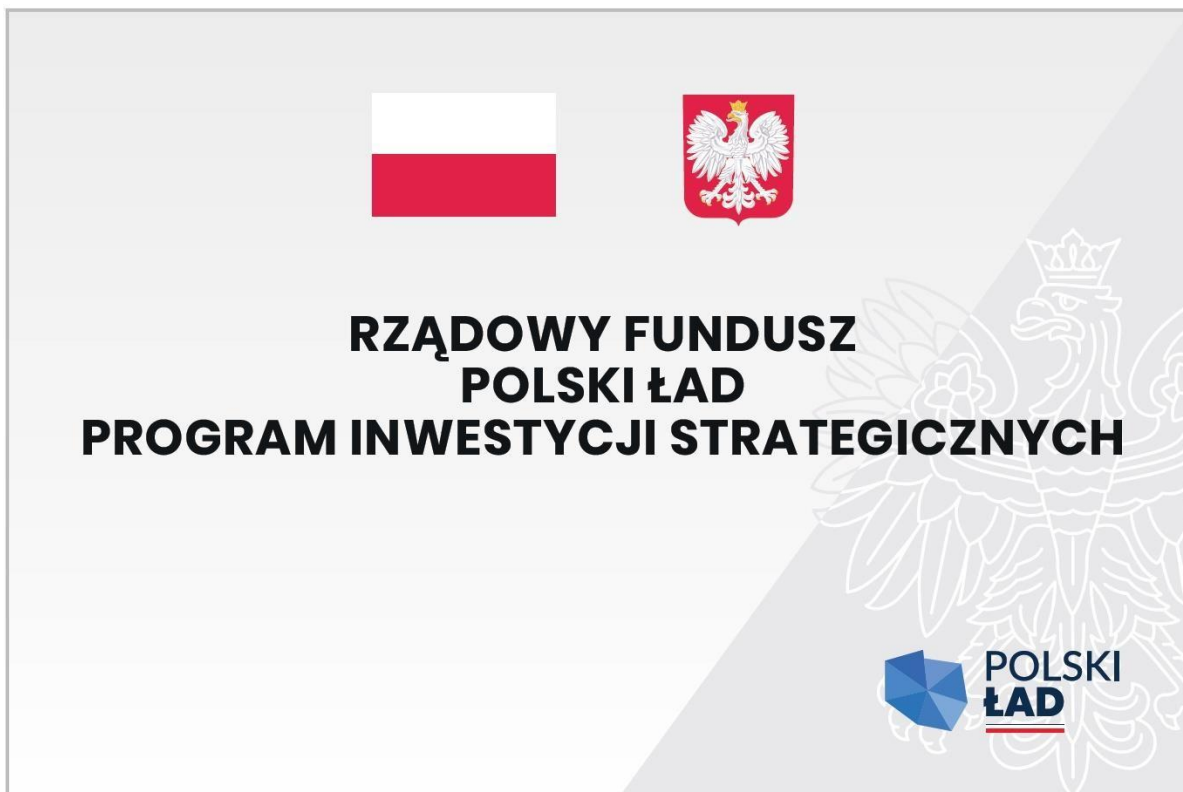 RZĄDOWY FUNDUSZ
POLSKI ŁAD
PROGRAM INWESTYCJI STRATEGICZNYCH
POLSKI
ŁAD